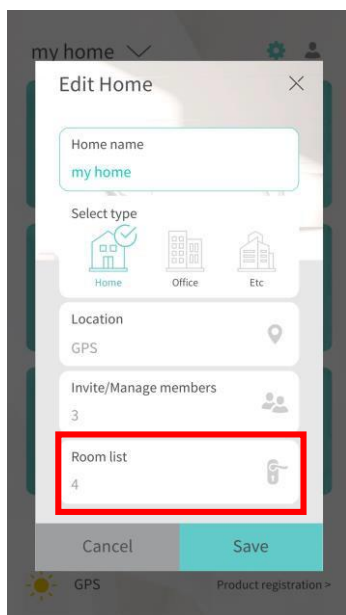 my home
Edit Home
Home name
my home
Select type
Home Office Etc
Location
GPS
Invite/Manage members
3
Room list
4
Cancel Save
GPS Product registration >